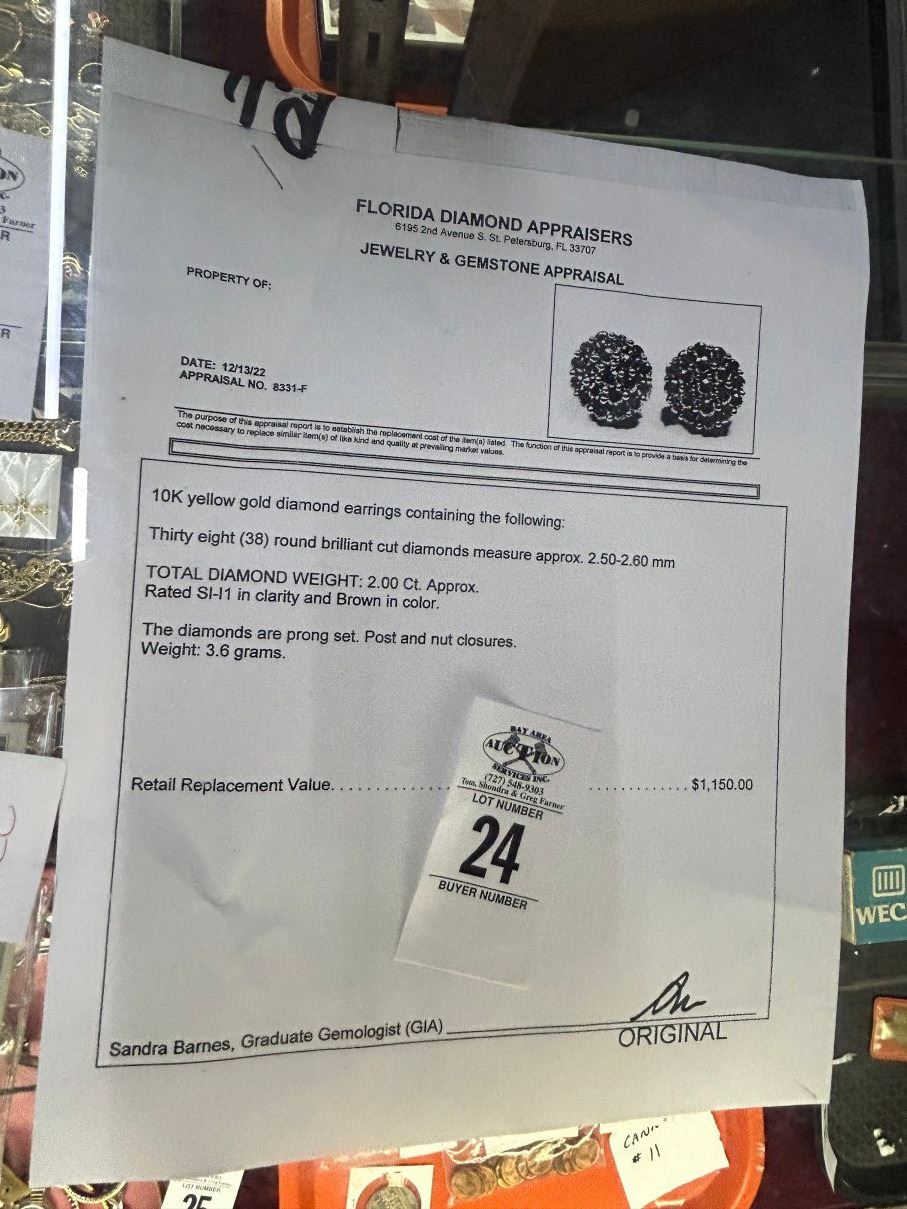 FLORIDA DIAMOND APPRAISERS
6195 2nd Avenue S. St. Petersburg, FL 33707
JEWELRY & GEMSTONE APPRAISAL
PROPERTY OF:
DATE: 12/13/22
APPRAISAL NO. 8331-F
The purpose of this appraisal report is to establish the replacement cost of the item(s) listed. The function of this appraisal report is to provide a basis for determining the
cost necessary to replace similar item(s) of like kind and quality at prevailing market values.
10K yellow gold diamond earrings containing the following:
Thirty eight (38) round brilliant cut diamonds measure approx. 2.50-2.60 mm
TOTAL DIAMOND WEIGHT: 2.00 Ct. Approx.
Rated SI-I1 in clarity and Brown in color.
The diamonds are prong set. Post and nut closures.
Weight: 3.6 grams.
Retail Replacement Value. . . . . . . . . . . . . . . . . . . . . . $1,150.00
BAY AREA
AUCTION
SERVICES INC.
(727) 548-9303
Tom, Shondra & Greg Farner
LOT NUMBER
24
BUYER NUMBER
Sandra Barnes, Graduate Gemologist (GIA)
ORIGINAL
Farner
WEC
#11
LOT NUMBER
25